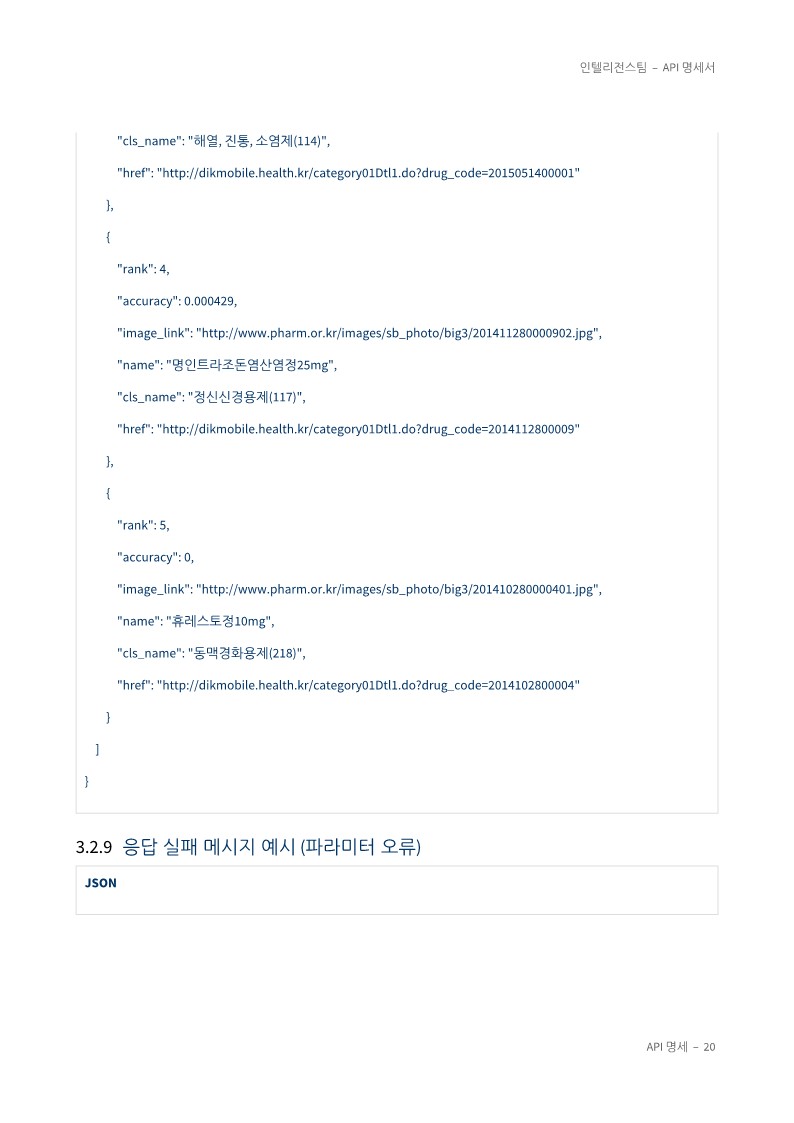 인텔리전스팀 – API 명세서
"cls_name": "해열, 진통, 소염제(114)",
"href": "http://dikmobile.health.kr/category01Dtl1.do?drug_code=2015051400001"
},
{
"rank": 4,
"accuracy": 0.000429,
"image_link": "http://www.pharm.or.kr/images/sb_photo/big3/201411280000902.jpg",
"name": "명인트라조돈염산염정25mg",
"cls_name": "정신신경용제(117)",
"href": "http://dikmobile.health.kr/category01Dtl1.do?drug_code=2014112800009"
},
{
"rank": 5,
"accuracy": 0,
"image_link": "http://www.pharm.or.kr/images/sb_photo/big3/201410280000401.jpg",
"name": "휴레스토정10mg",
"cls_name": "동맥경화용제(218)",
"href": "http://dikmobile.health.kr/category01Dtl1.do?drug_code=2014102800004"
}
]
}
3.2.9 응답 실패 메시지 예시 (파라미터 오류)
JSON
API 명세 – 20